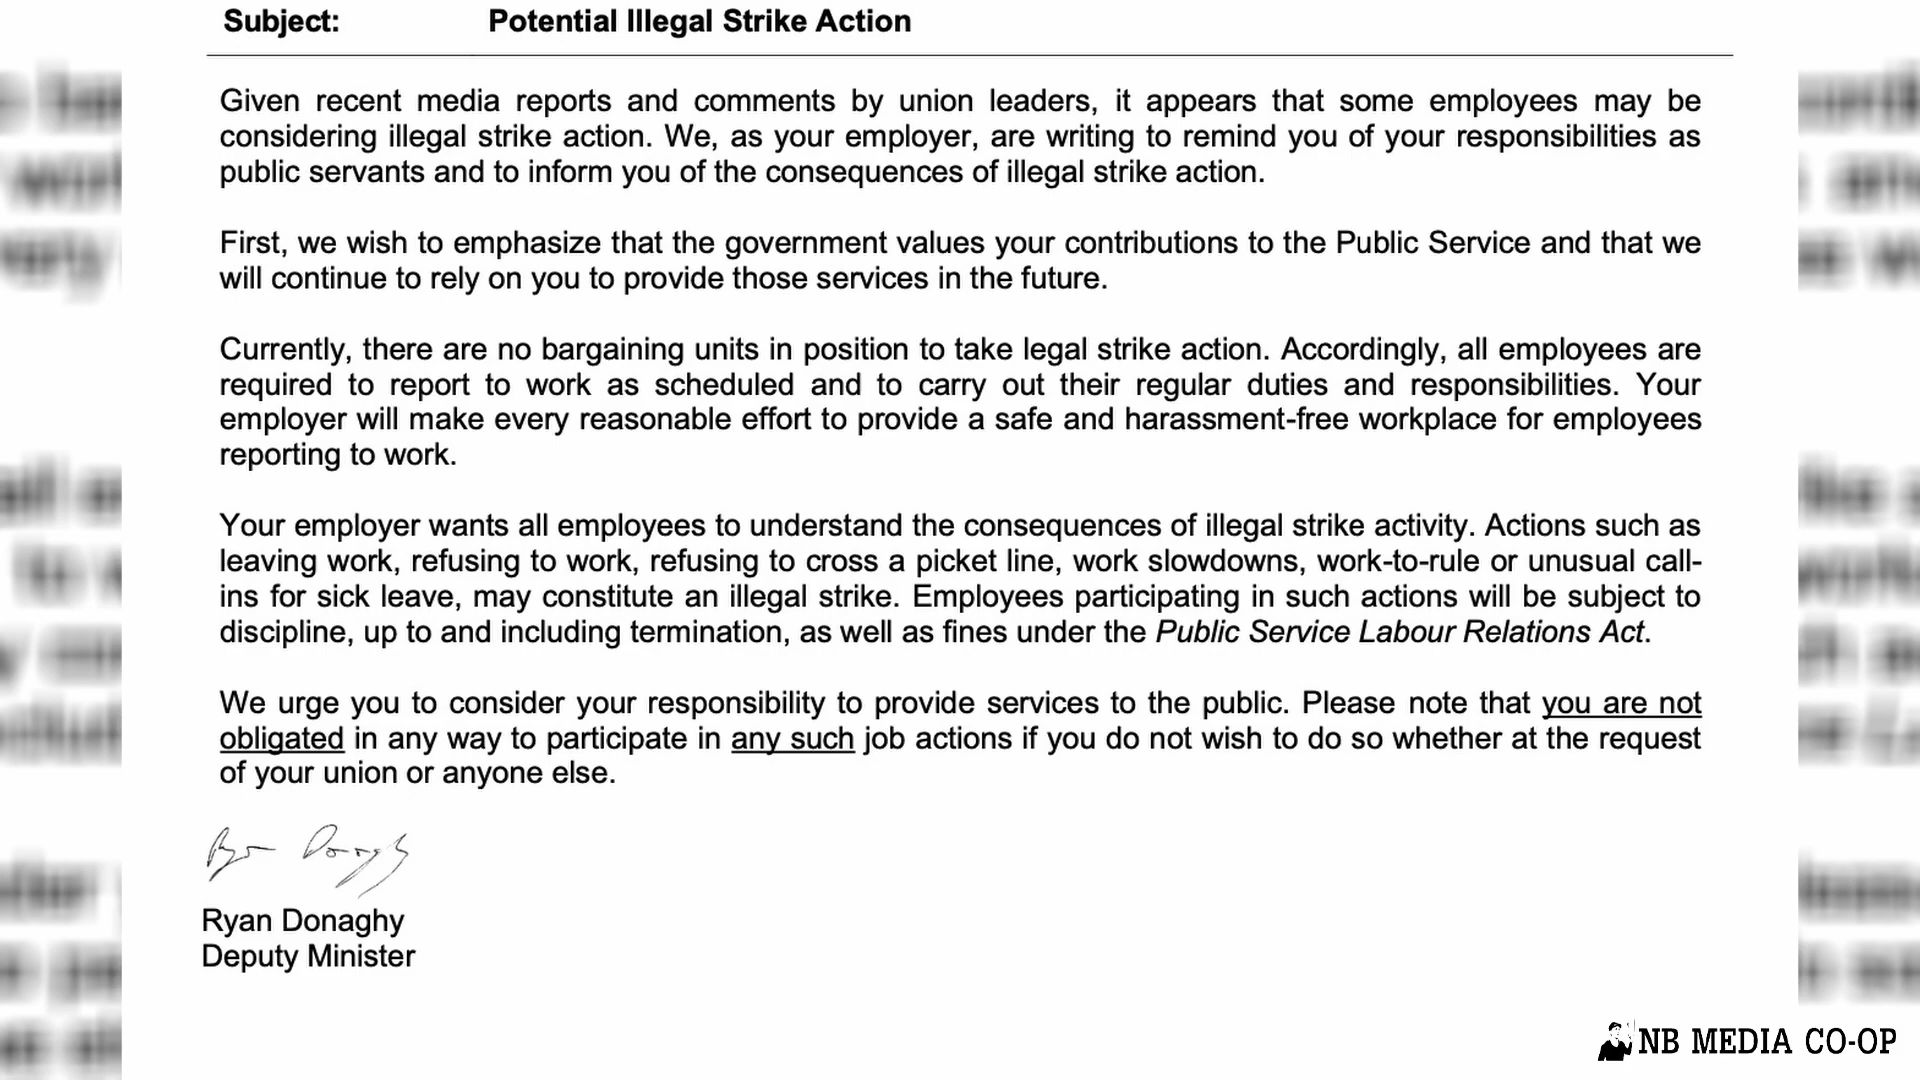 Subject: Potential Illegal Strike Action
Given recent media reports and comments by union leaders, it appears that some employees may be
considering illegal strike action. We, as your employer, are writing to remind you of your responsibilities as
public servants and to inform you of the consequences of illegal strike action.
First, we wish to emphasize that the government values your contributions to the Public Service and that we
will continue to rely on you to provide those services in the future.
Currently, there are no bargaining units in position to take legal strike action. Accordingly, all employees are
required to report to work as scheduled and to carry out their regular duties and responsibilities. Your
employer will make every reasonable effort to provide a safe and harassment-free workplace for employees
reporting to work.
Your employer wants all employees to understand the consequences of illegal strike activity. Actions such as
leaving work, refusing to work, refusing to cross a picket line, work slowdowns, work-to-rule or unusual call-
ins for sick leave, may constitute an illegal strike. Employees participating in such actions will be subject to
discipline, up to and including termination, as well as fines under the Public Service Labour Relations Act.
We urge you to consider your responsibility to provide services to the public. Please note that you are not
obligated in any way to participate in any such job actions if you do not wish to do so whether at the request
of your union or anyone else.
Ryan Donaghy
Deputy Minister
NB MEDIA CO-OP